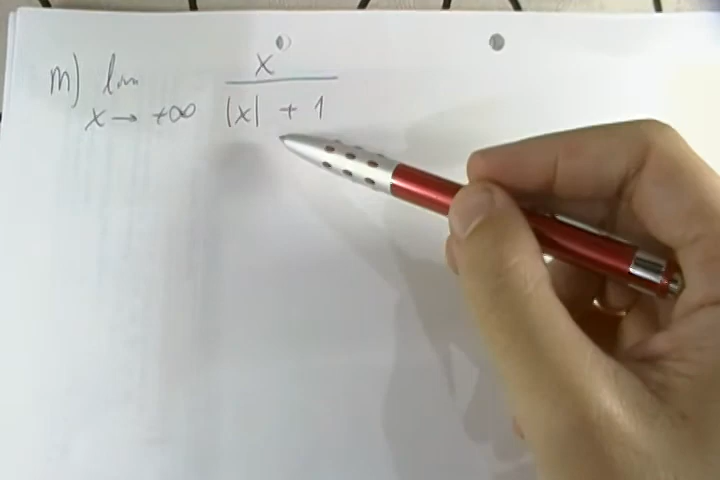 m) lim x
x → +∞ |x| + 1